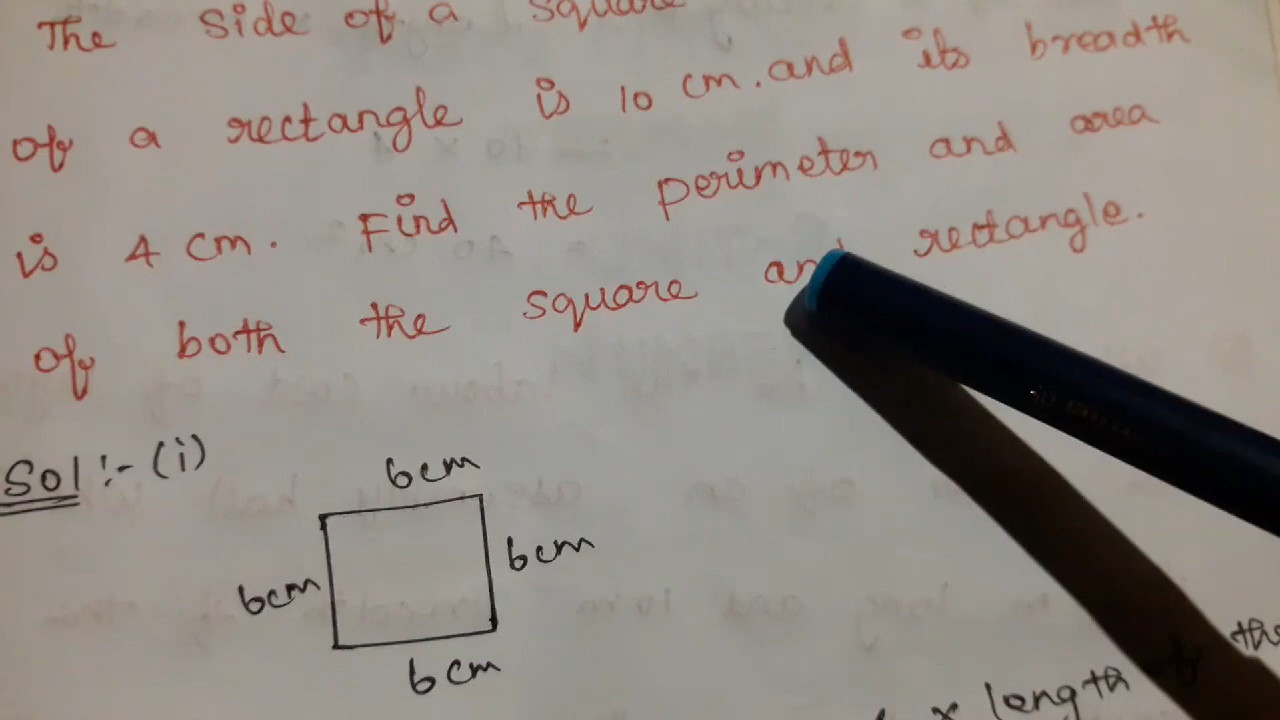 The side of a square
of a rectangle is 10 cm. and its breadth
is 4 cm. Find the perimeter and area
of both the square and rectangle.
Sol :- (i)
6cm
6cm
6cm
6cm
the
x length